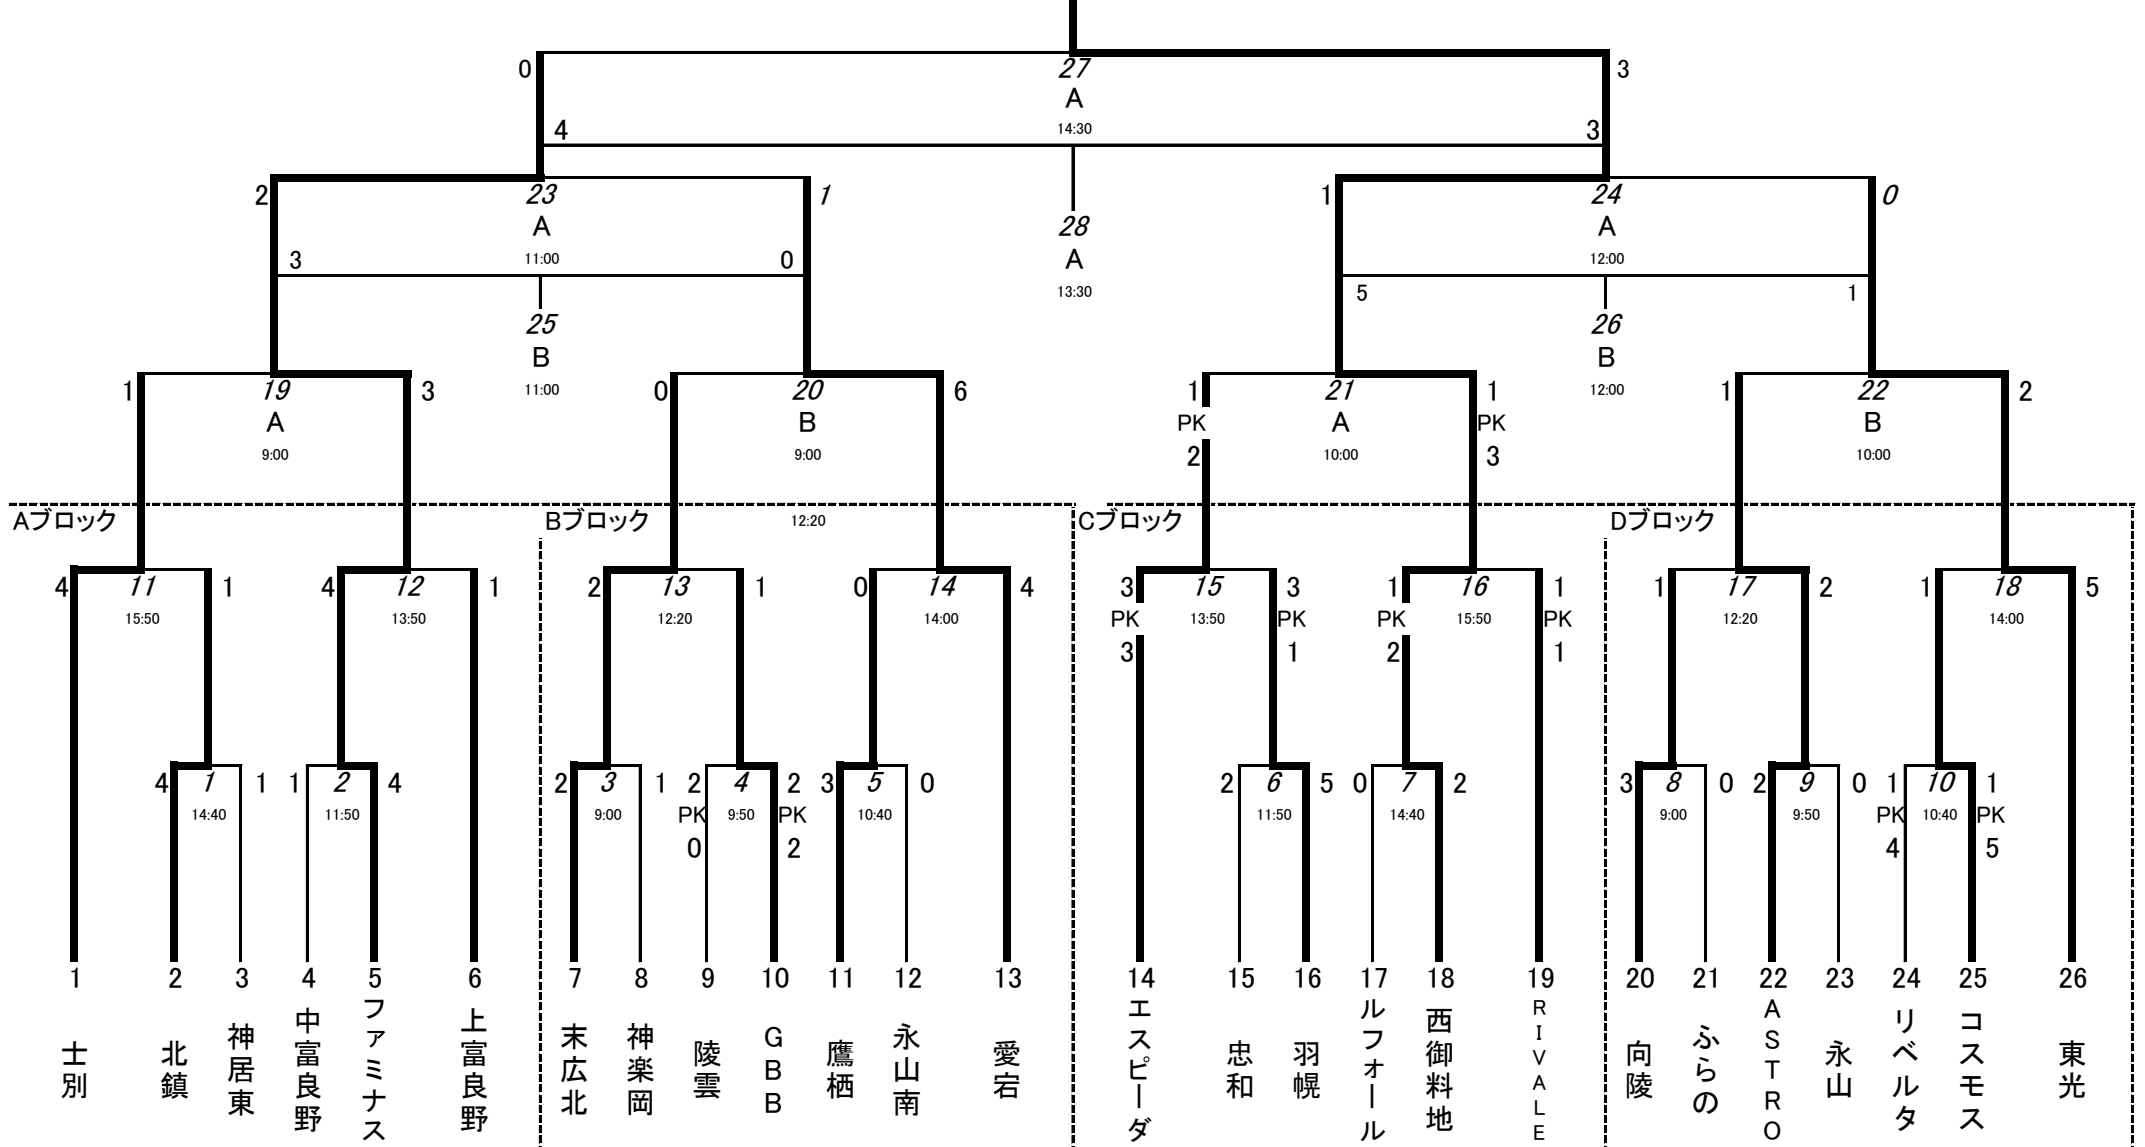 0 27 3
A
4 14:30 3
2 23 1 1 24 0
A 28 A
11:00 12:00
3 0 A
13:30 5 1
25 26
B B
1 19 3 11:00 0 20 6 1 21 1 12:00 1 22 2
A B PK A PK B
9:00 9:00 2 10:00 3 10:00
Aブロック Bブロック 12:20 Cブロック Dブロック
4 11 1 4 12 1 2 13 1 0 14 4 3 15 3 1 16 1 1 17 2 1 18 5
15:50 13:50 12:20 14:00 PK 13:50 PK PK 15:50 PK 12:20 14:00
3 1 2 1
4 1 1 1 2 4 2 3 1 2 4 2 3 5 0 2 6 5 0 7 2 3 8 0 2 9 0 1 10 1
14:40 11:50 9:00 PK 9:50 PK 10:40 11:50 14:40 9:00 9:50 PK 10:40 PK
0 2 4 5
1 2 3 4 5 6 7 8 9 10 11 12 13 14 15 16 17 18 19 20 21 22 23 24 25 26
士別
北鎮
神居東
中富良野
ファミナス
上富良野
末広北
神楽岡
陵雲
GBB
鷹栖
永山南
愛宕
エスピーダ
忠和
羽幌
ルフォール
西御料地
RIVALE
向陵
ふらの
ASTRO
永山
リベルタ
コスモス
東光